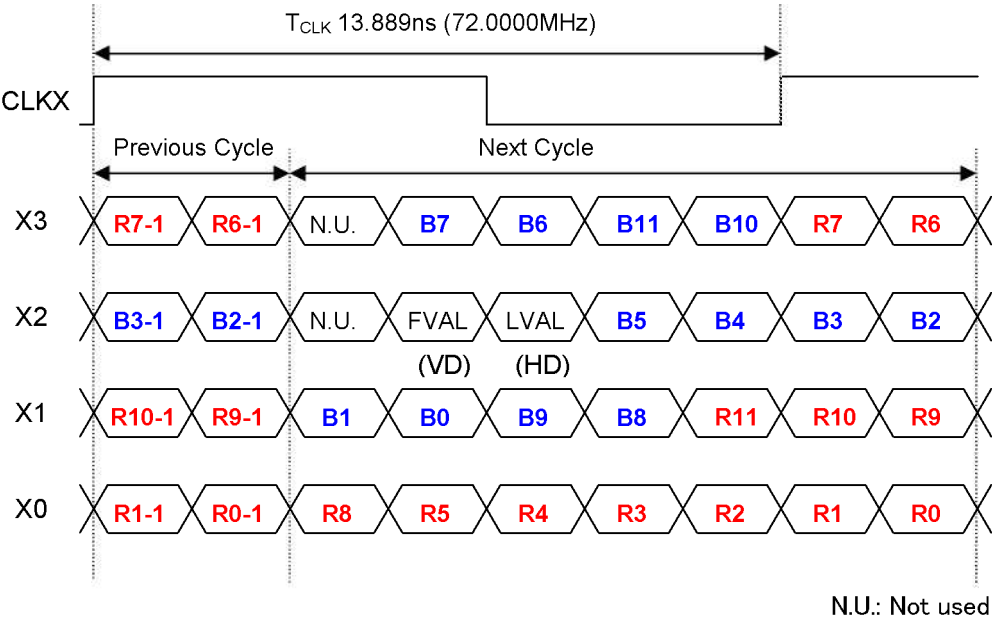 TCLK 13.889ns (72.0000MHz)
CLKX
Previous Cycle Next Cycle
X3 R7-1 R6-1 N.U. B7 B6 B11 B10 R7 R6
X2 B3-1 B2-1 N.U. FVAL LVAL B5 B4 B3 B2
(VD) (HD)
X1 R10-1 R9-1 B1 B0 B9 B8 R11 R10 R9
X0 R1-1 R0-1 R8 R5 R4 R3 R2 R1 R0
N.U.: Not used